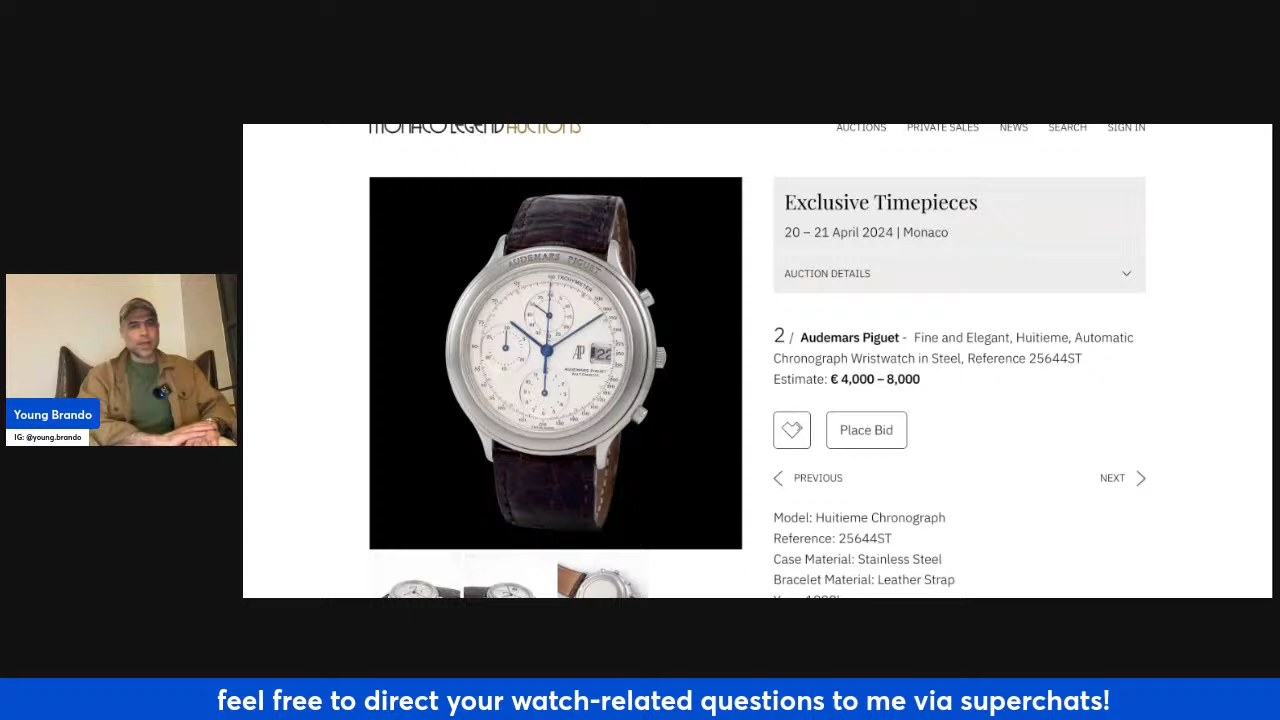 MONACO LEGEND AUCTIONS
AUCTIONS PRIVATE SALES NEWS SEARCH SIGN IN
Exclusive Timepieces
20 – 21 April 2024 | Monaco
AUCTION DETAILS
AUDEMARS PIGUET
TACHYMETER
AP
22
AUDEMARS PIGUET
AUTOMATIC
2 / Audemars Piguet - Fine and Elegant, Huitieme, Automatic
Chronograph Wristwatch in Steel, Reference 25644ST
Estimate: € 4,000 – 8,000
Place Bid
PREVIOUS
NEXT
Model: Huitieme Chronograph
Reference: 25644ST
Case Material: Stainless Steel
Bracelet Material: Leather Strap
Young Brando
IG: @young.brando
feel free to direct your watch-related questions to me via superchats!